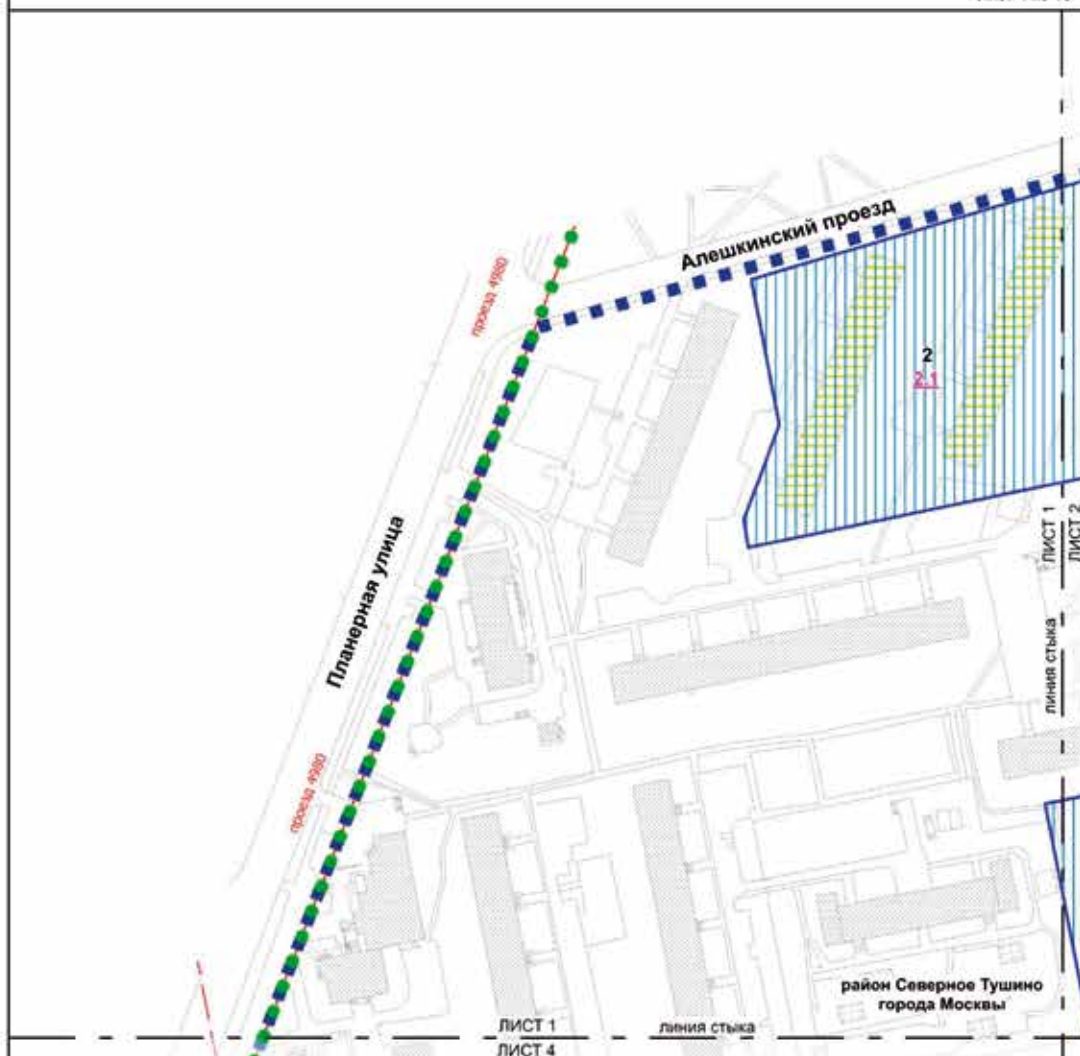 Алешкинский проезд
проезд 4980
2
2.1
Планерная улица
ЛИСТ 1
ЛИСТ 2
линия стыка
проезд 4980
район Северное Тушино
города Москвы
ЛИСТ 1
линия стыка
ЛИСТ 4